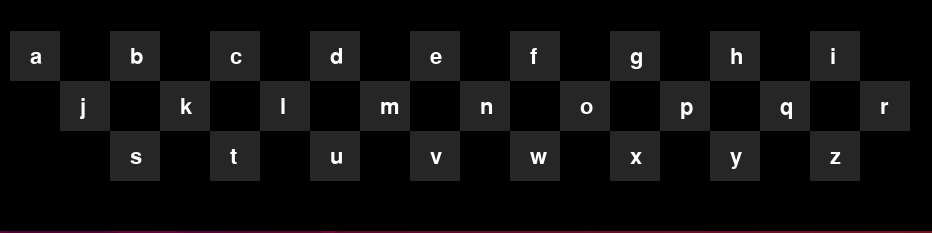 a b c d e f g h i
j k l m n o p q r
s t u v w x y z